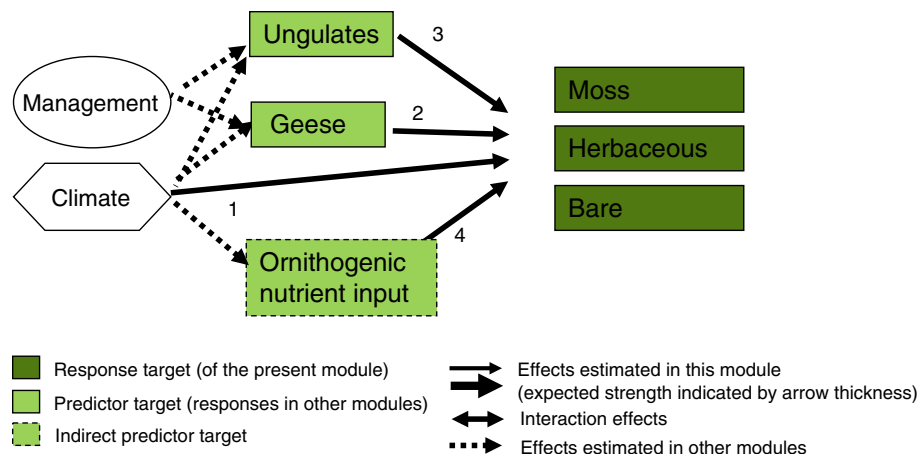 Ungulates
3
Management
Geese
2
Moss
Herbaceous
Climate
1
Bare
4
Ornithogenic
nutrient input
Response target (of the present module)
Predictor target (responses in other modules)
Indirect predictor target
Effects estimated in this module
(expected strength indicated by arrow thickness)
Interaction effects
Effects estimated in other modules